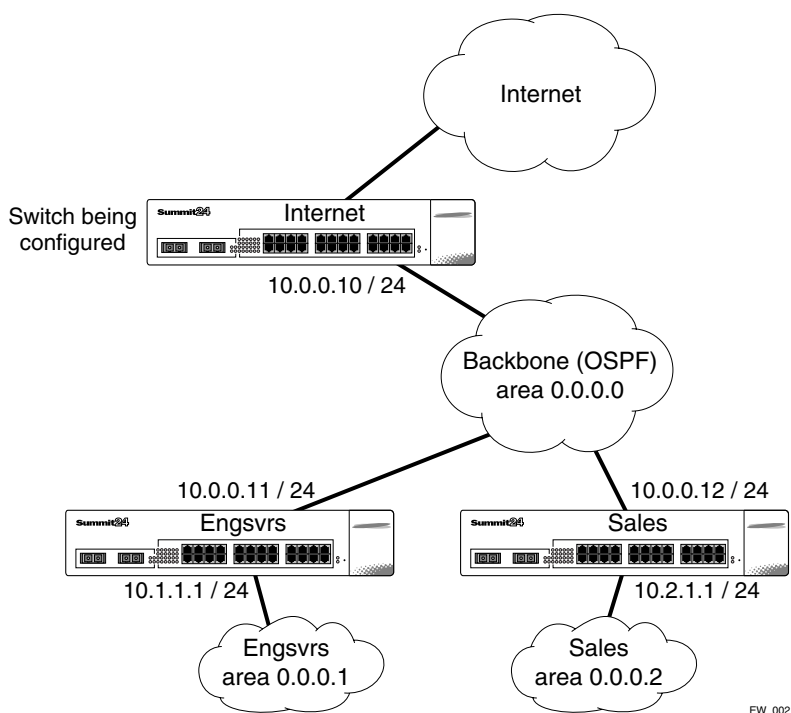 Internet
Switch being
configured
Summit24
Internet
10.0.0.10 / 24
Backbone (OSPF)
area 0.0.0.0
10.0.0.11 / 24
10.0.0.12 / 24
Summit24
Engsvrs
Summit24
Sales
10.1.1.1 / 24
10.2.1.1 / 24
Engsvrs
area 0.0.0.1
Sales
area 0.0.0.2
EW_002